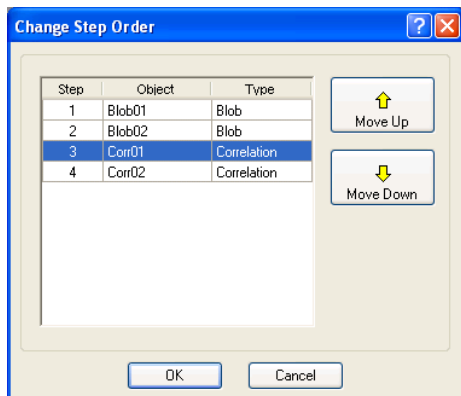 Change Step Order
Step Object Type
1 Blob01 Blob
2 Blob02 Blob
3 Corr01 Correlation
4 Corr02 Correlation
Move Up
Move Down
OK Cancel